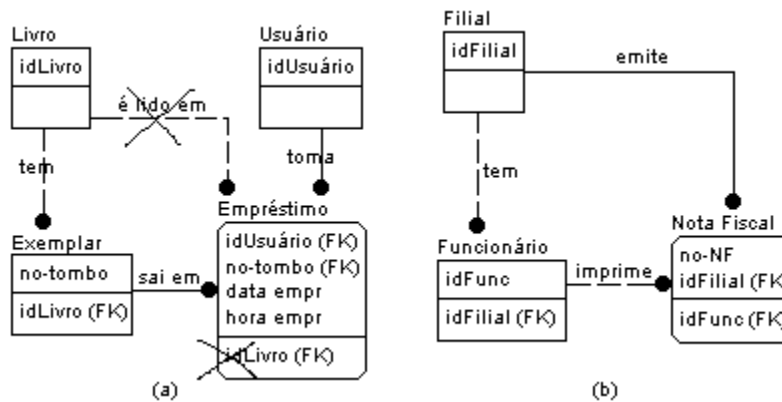 Livro
idLivro
Usuário
idUsuário
é lido em
tem
toma
Exemplar
no-tombo
idLivro (FK)
sai em
Empréstimo
idUsuário (FK)
no-tombo (FK)
data empr
hora empr
idLivro (FK)
(a)
Filial
idFilial
emite
tem
Funcionário
idFunc
idFilial (FK)
imprime
Nota Fiscal
no-NF
idFilial (FK
idFunc (FK)
(b)